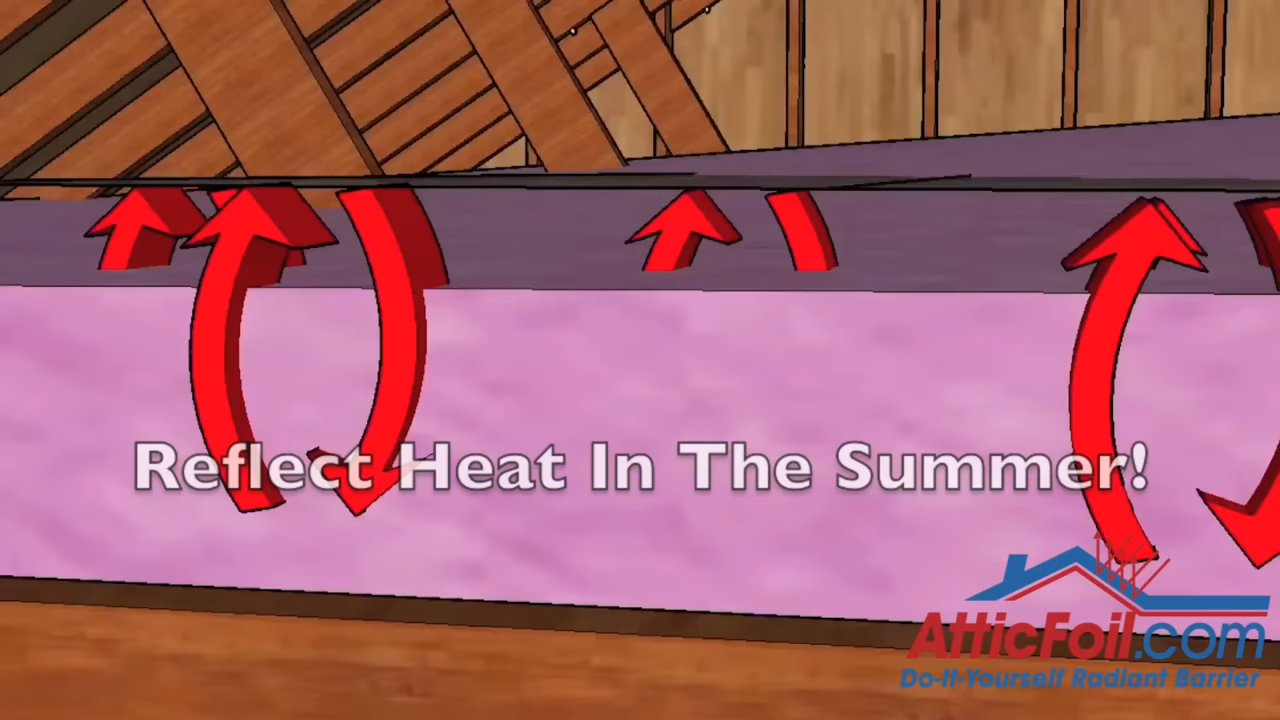 Reflect Heat In The Summer!
AtticFoil.com
Do-It-Yourself Radiant Barrier